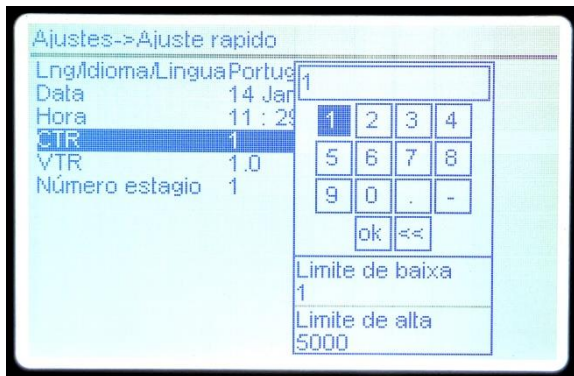 Ajustes->Ajuste rapido
Lng/Idioma/Lingua Portug
Data 14 Jan
Hora 11 : 29
CTR 1
VTR 1.0
Número estagio 1
1
1 2 3 4
5 6 7 8
9 0 . -
ok <<
Limite de baixa
1
Limite de alta
5000